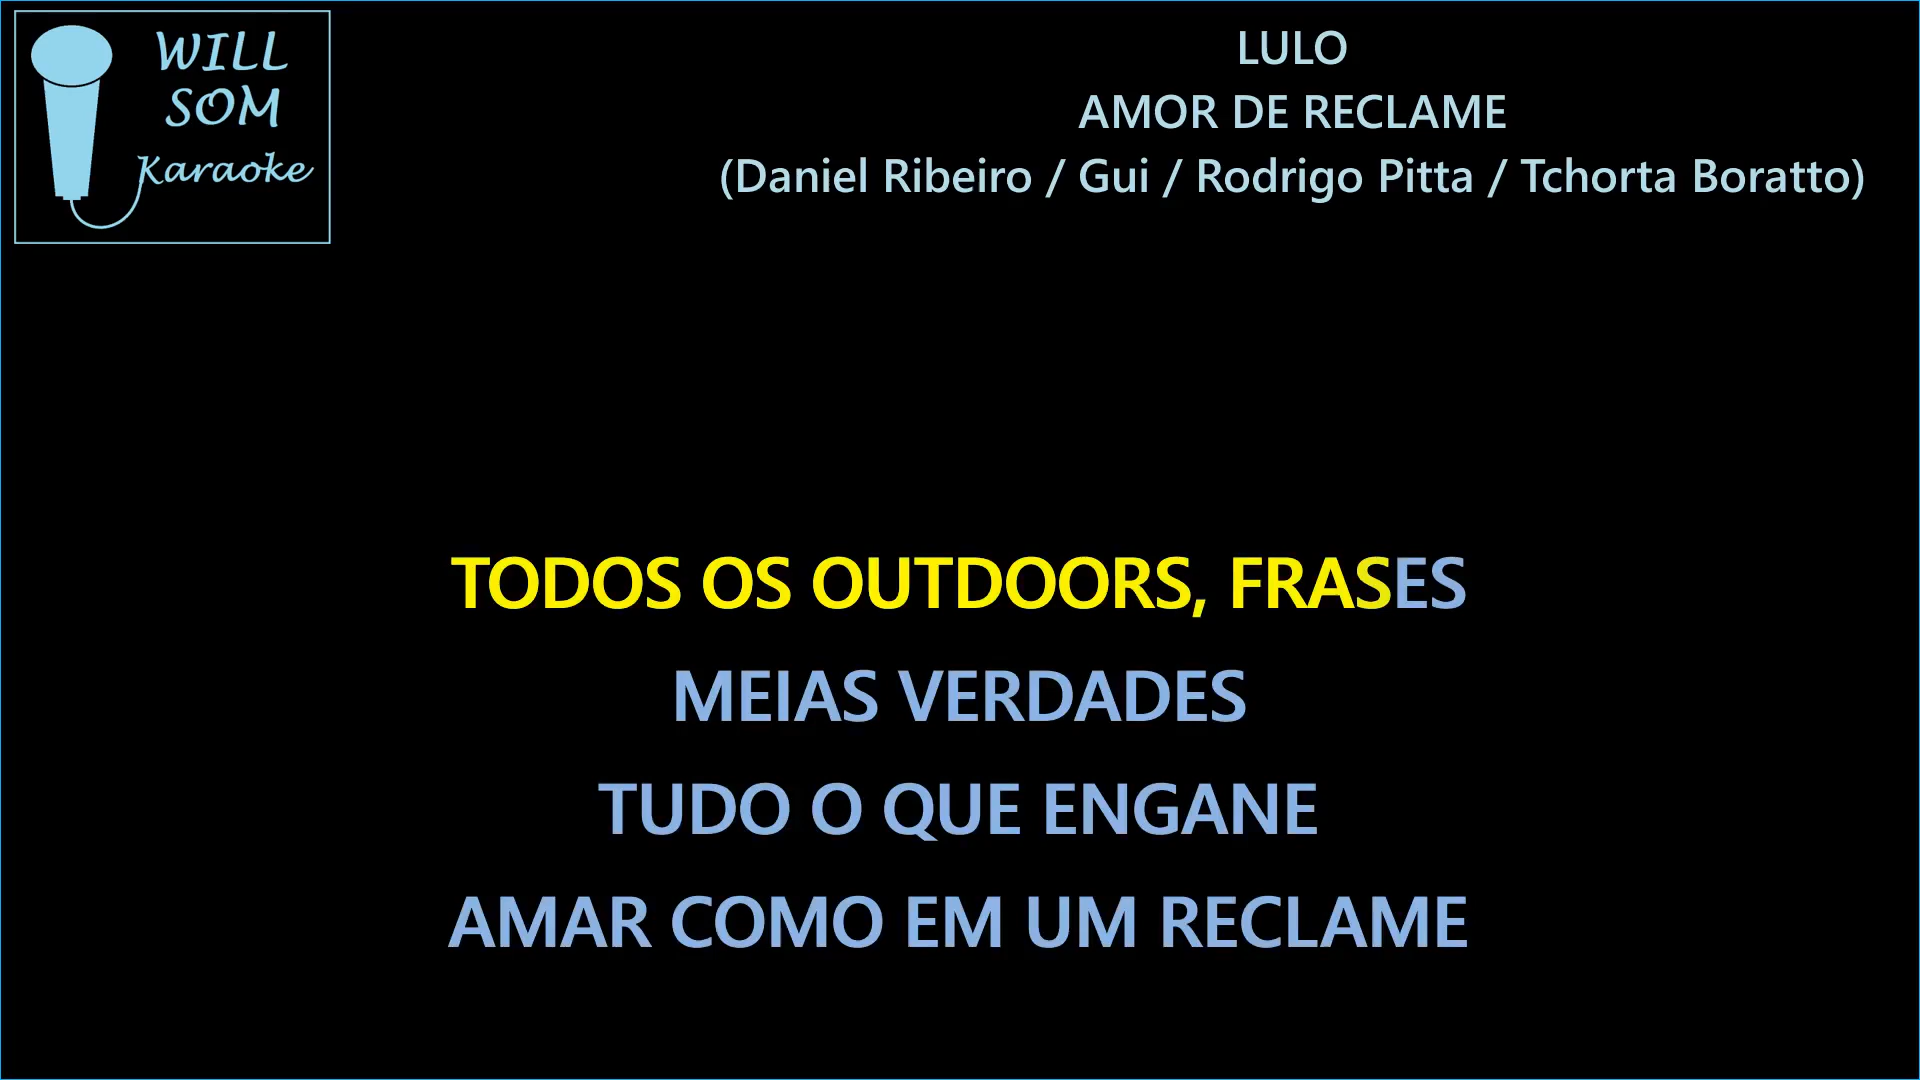 WILL
SOM
Karaoke
LULO
AMOR DE RECLAME
(Daniel Ribeiro / Gui / Rodrigo Pitta / Tchorta Boratto)
TODOS OS OUTDOORS, FRASES
MEIAS VERDADES
TUDO O QUE ENGANE
AMAR COMO EM UM RECLAME